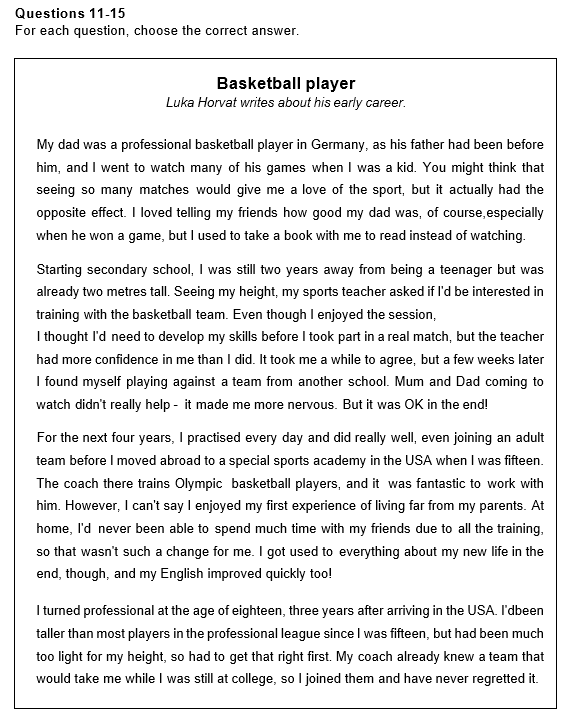 Questions 11-15
For each question, choose the correct answer.
Basketball player
Luka Horvat writes about his early career.
My dad was a professional basketball player in Germany, as his father had been before
him, and I went to watch many of his games when I was a kid. You might think that
seeing so many matches would give me a love of the sport, but it actually had the
opposite effect. I loved telling my friends how good my dad was, of course,especially
when he won a game, but I used to take a book with me to read instead of watching.
Starting secondary school, I was still two years away from being a teenager but was
already two metres tall. Seeing my height, my sports teacher asked if I'd be interested in
training with the basketball team. Even though I enjoyed the session,
I thought I'd need to develop my skills before I took part in a real match, but the teacher
had more confidence in me than I did. It took me a while to agree, but a few weeks later
I found myself playing against a team from another school. Mum and Dad coming to
watch didn't really help - it made me more nervous. But it was OK in the end!
For the next four years, I practised every day and did really well, even joining an adult
team before I moved abroad to a special sports academy in the USA when I was fifteen.
The coach there trains Olympic basketball players, and it was fantastic to work with
him. However, I can't say I enjoyed my first experience of living far from my parents. At
home, I'd never been able to spend much time with my friends due to all the training,
so that wasn't such a change for me. I got used to everything about my new life in the
end, though, and my English improved quickly too!
I turned professional at the age of eighteen, three years after arriving in the USA. I'dbeen
taller than most players in the professional league since I was fifteen, but had been much
too light for my height, so had to get that right first. My coach already knew a team that
would take me while I was still at college, so I joined them and have never regretted it.